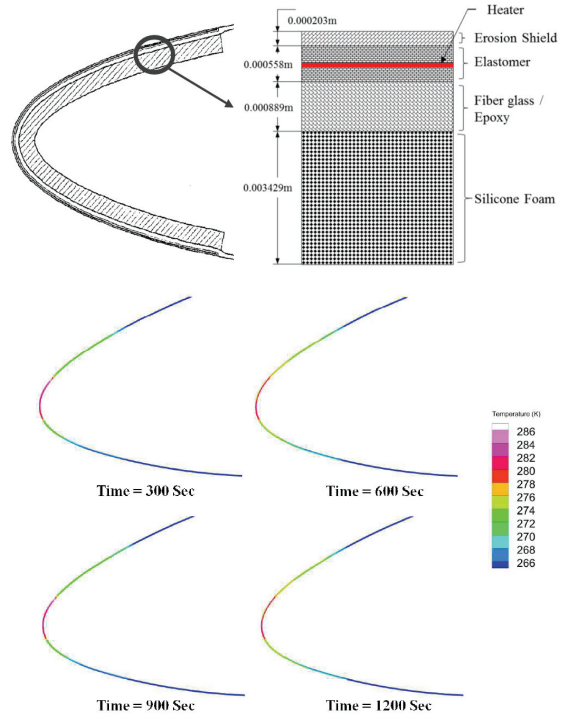 Heater
0.000203m
Erosion Shield
Elastomer
0.000558m
0.000889m
Fiber glass /
Epoxy
0.003429m
Silicone Foam
Time = 300 Sec
Time = 600 Sec
Temperature (K)
286
284
282
280
278
276
274
272
270
268
266
Time = 900 Sec
Time = 1200 Sec